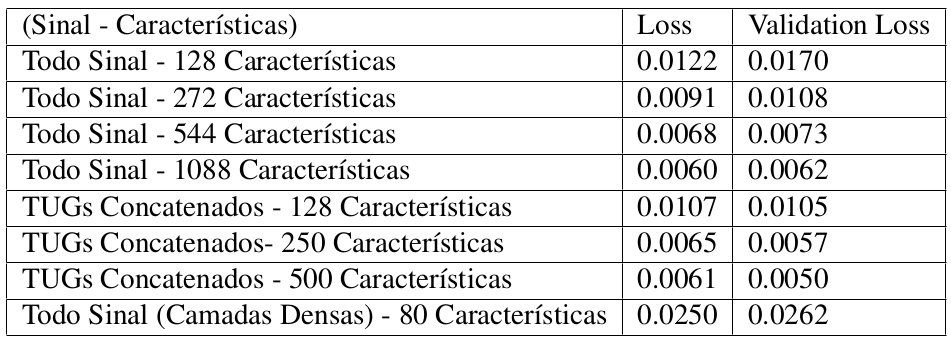 (Sinal - Características) Loss Validation Loss
Todo Sinal - 128 Características 0.0122 0.0170
Todo Sinal - 272 Características 0.0091 0.0108
Todo Sinal - 544 Características 0.0068 0.0073
Todo Sinal - 1088 Características 0.0060 0.0062
TUGs Concatenados - 128 Características 0.0107 0.0105
TUGs Concatenados- 250 Características 0.0065 0.0057
TUGs Concatenados - 500 Características 0.0061 0.0050
Todo Sinal (Camadas Densas) - 80 Características 0.0250 0.0262